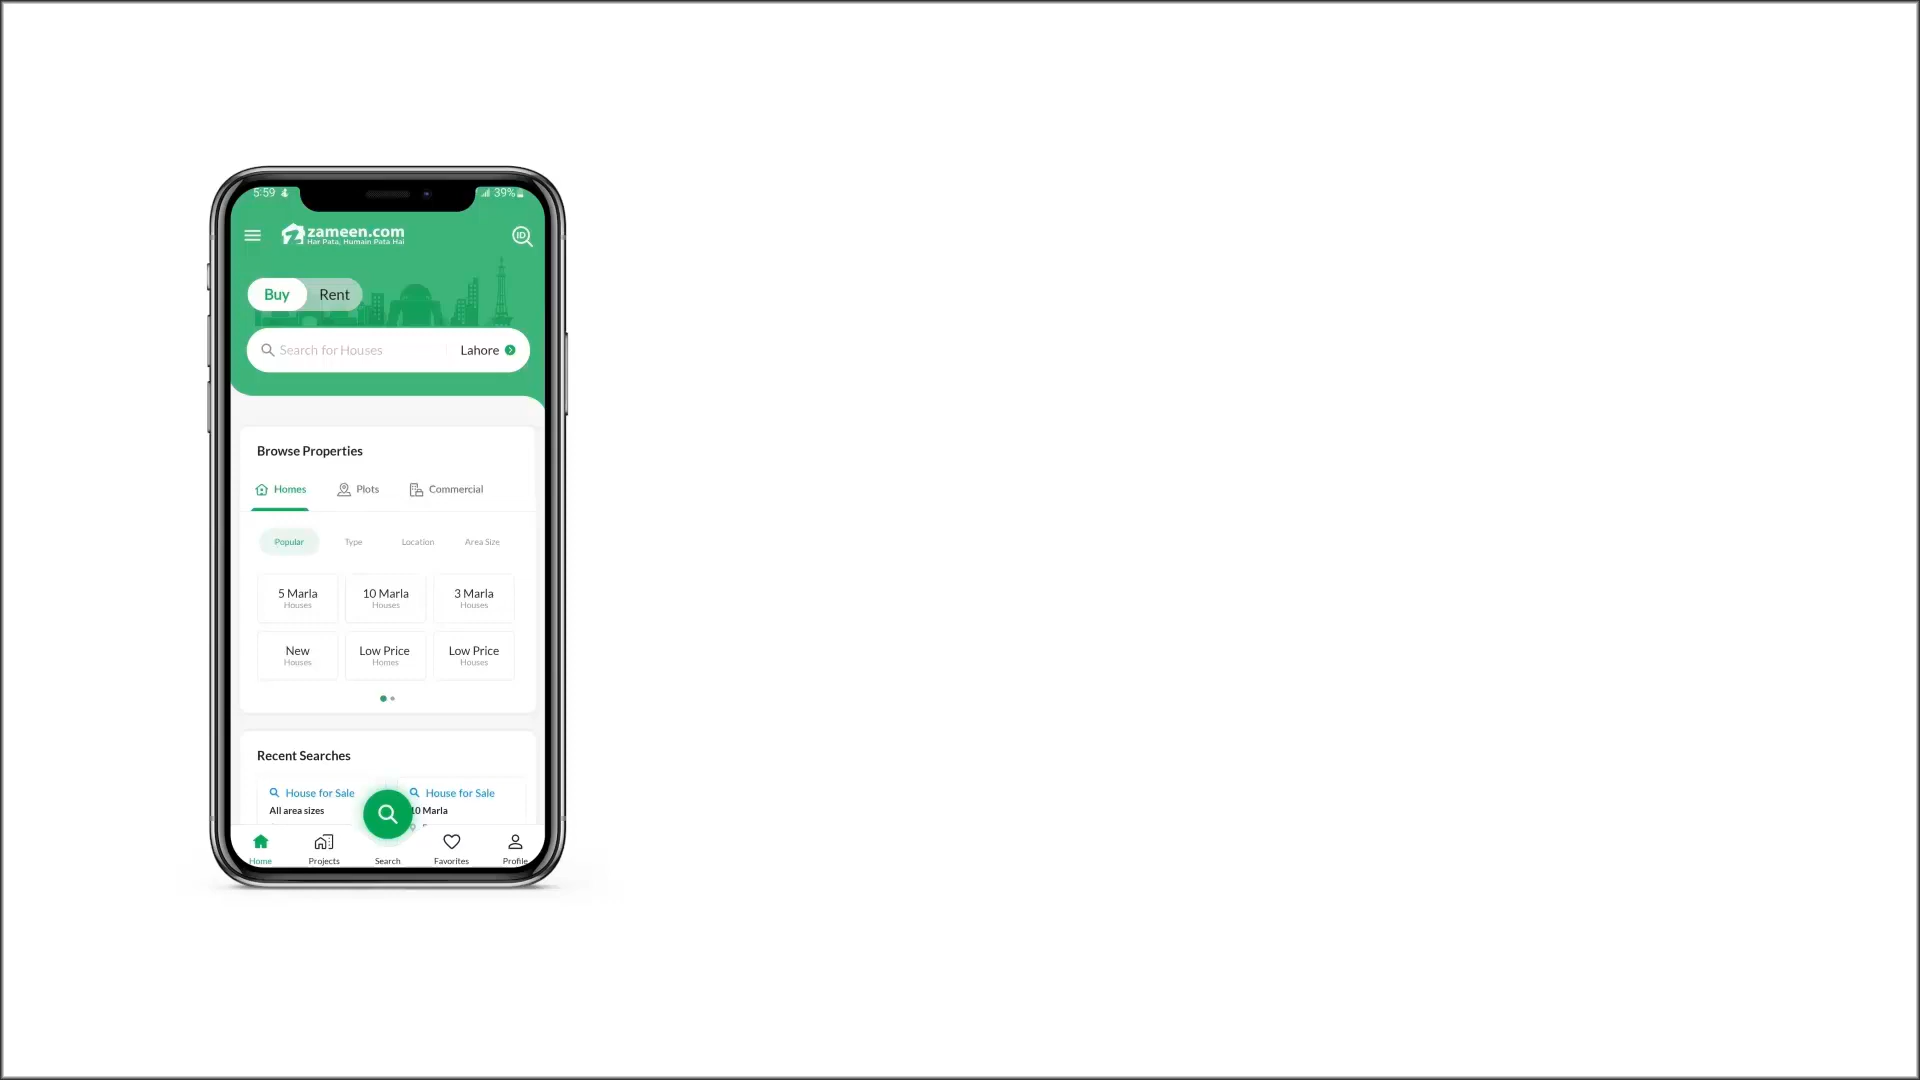 5:59
39%
zameen.com
Har Pata, Humain Pata Hai
ID
Buy Rent
Search for Houses Lahore
Browse Properties
Homes Plots Commercial
Popular Type Location Area Size
5 Marla 10 Marla 3 Marla
Houses Houses Houses
New Low Price Low Price
Houses Homes Houses
Recent Searches
House for Sale House for Sale
All area sizes 10 Marla
Home Projects Search Favorites Profile